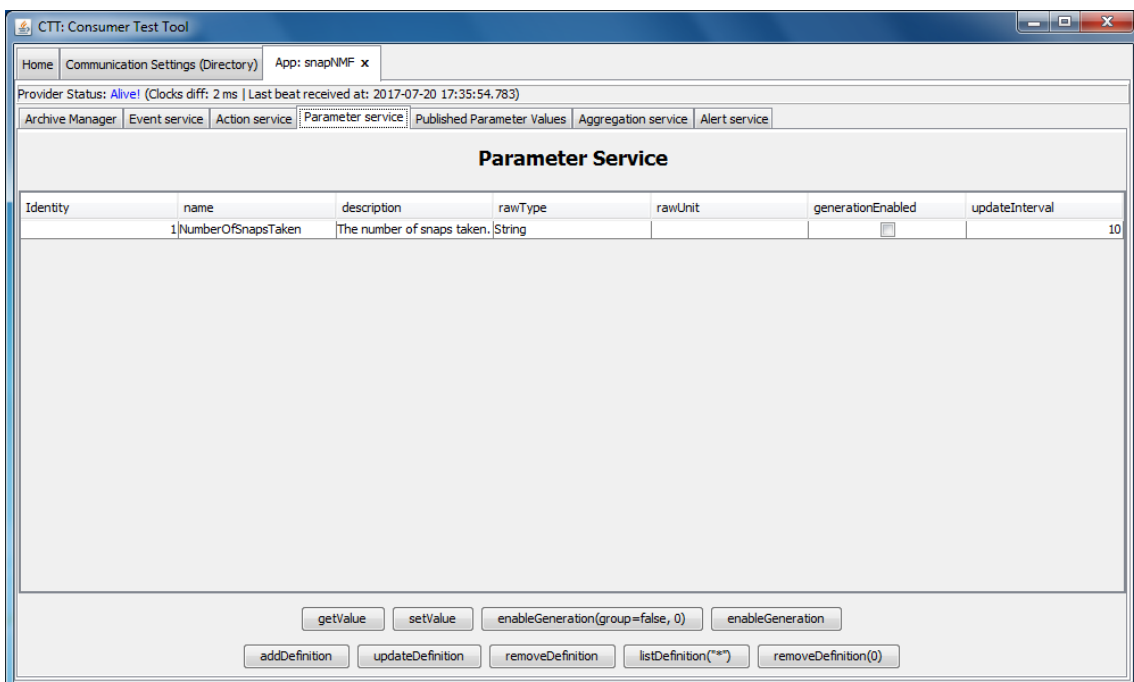 CTT: Consumer Test Tool
Home Communication Settings (Directory) App: snapNMF x
Provider Status: Alive! (Clocks diff: 2 ms | Last beat received at: 2017-07-20 17:35:54.783)
Archive Manager Event service Action service Parameter service Published Parameter Values Aggregation service Alert service
Parameter Service
Identity name description rawType rawUnit generationEnabled updateInterval
1 NumberOfSnapsTaken The number of snaps taken. String 10
getValue setValue enableGeneration(group=false, 0) enableGeneration
addDefinition updateDefinition removeDefinition listDefinition("*") removeDefinition(0)